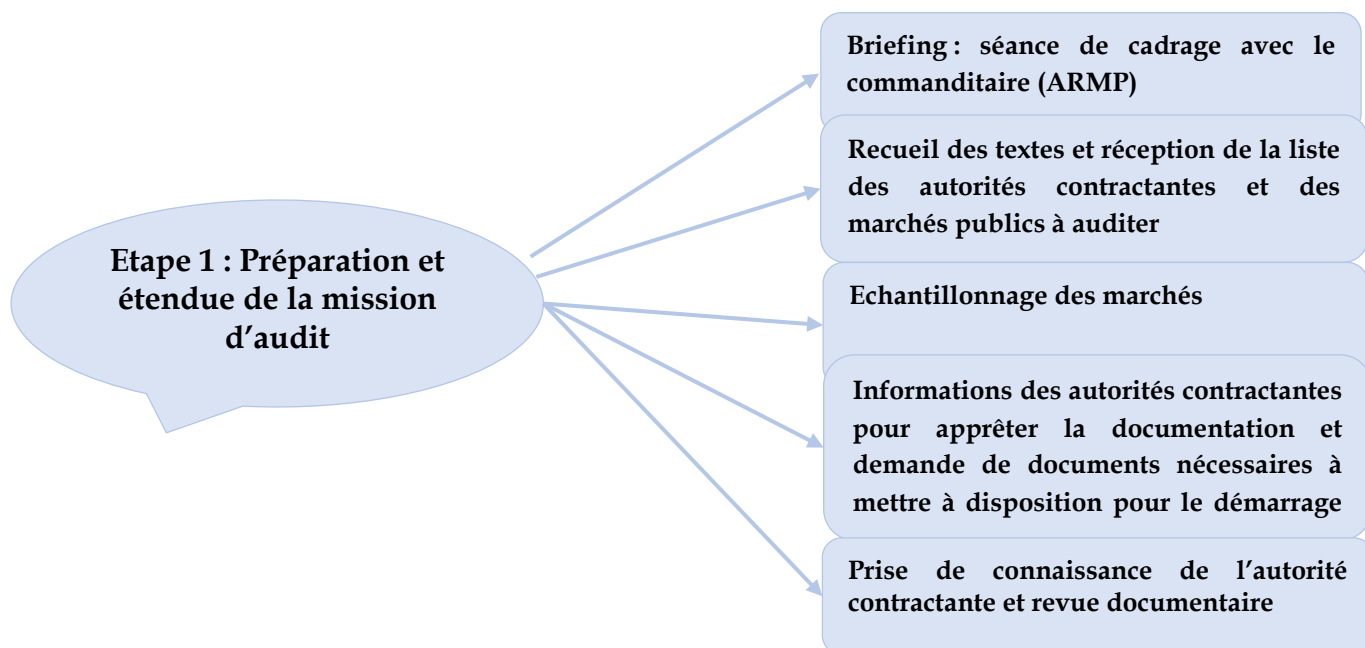 Etape 1 : Préparation et
étendue de la mission
d’audit
Briefing : séance de cadrage avec le
commanditaire (ARMP)
Recueil des textes et réception de la liste
des autorités contractantes et des
marchés publics à auditer
Echantillonnage des marchés
Informations des autorités contractantes
pour apprêter la documentation et
demande de documents nécessaires à
mettre à disposition pour le démarrage
Prise de connaissance de l’autorité
contractante et revue documentaire